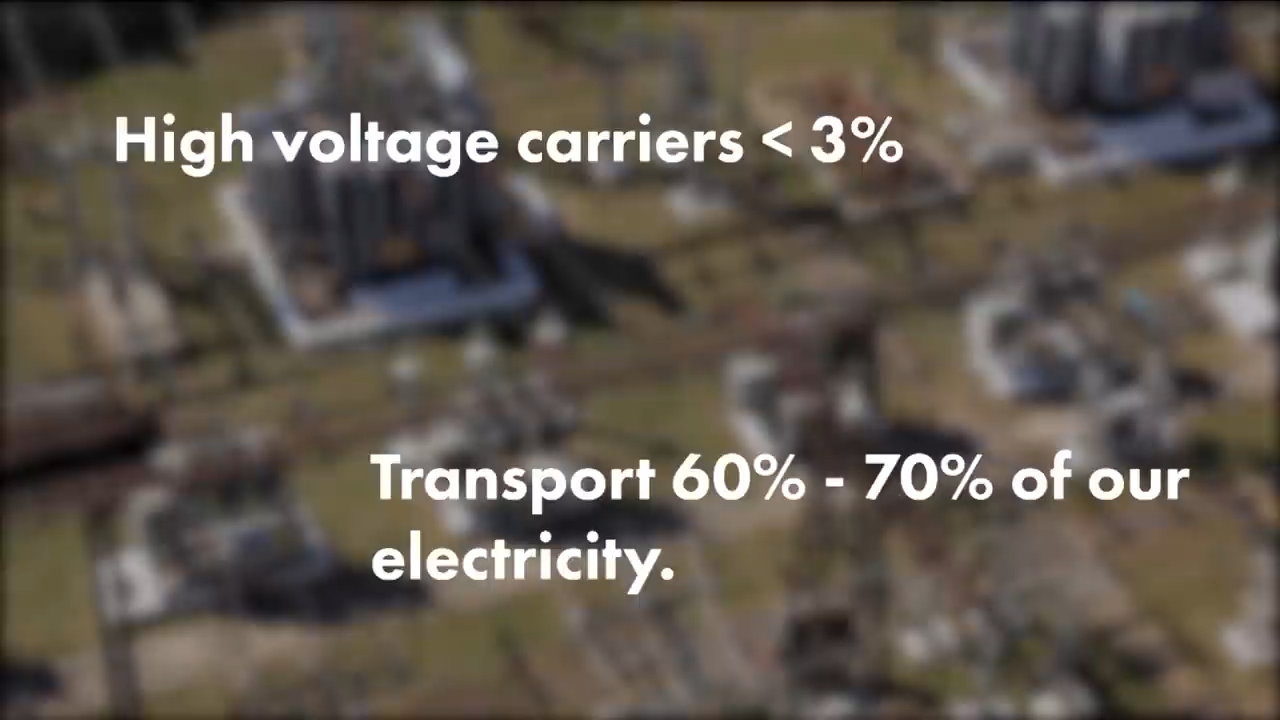 High voltage carriers < 3%
Transport 60% - 70% of our
electricity.